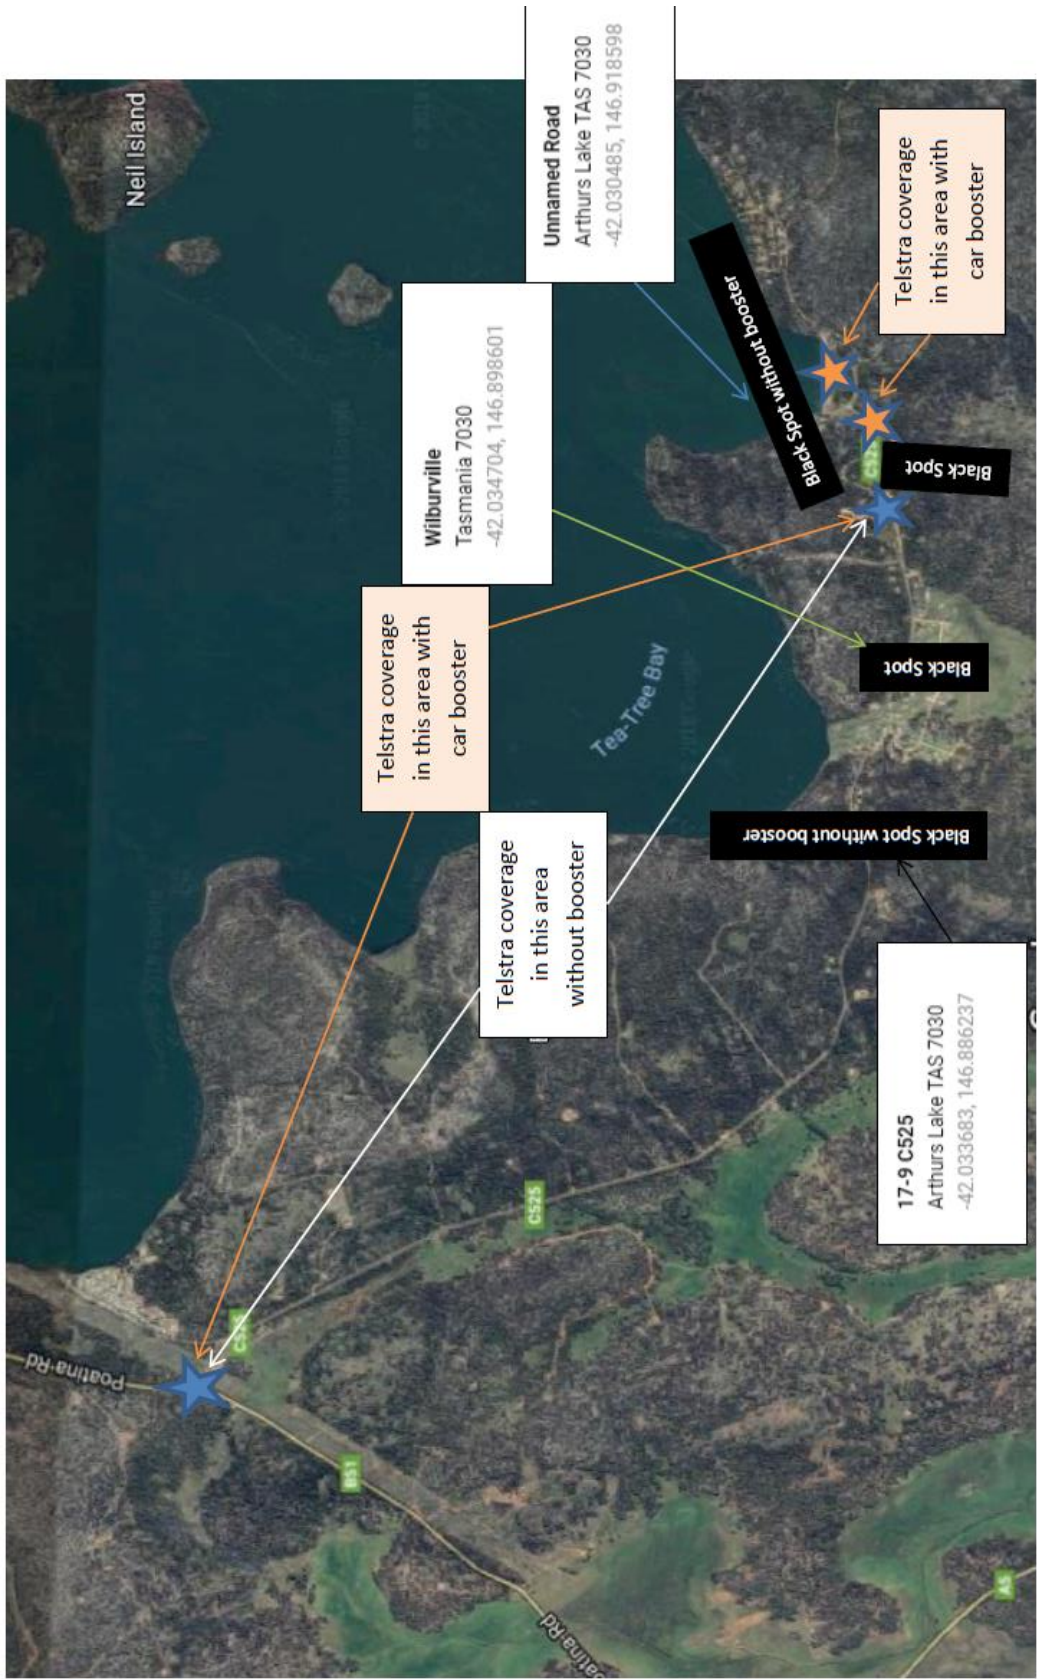 Neil Island
Unnamed Road
Arthurs Lake TAS 7030
-42.030485, 146.918598
Wilburville
Tasmania 7030
-42.034704, 146.898601
Black Spot without booster
Telstra coverage
in this area with
car booster
Telstra coverage
in this area with
car booster
C525
Black Spot
Tea-Tree Bay
Black Spot
Telstra coverage
in this area
without booster
Black Spot without booster
17-9 C525
Arthurs Lake TAS 7030
-42.033683, 146.886237
C525
C525
Poatina Rd
B51
Poatina Rd
A5